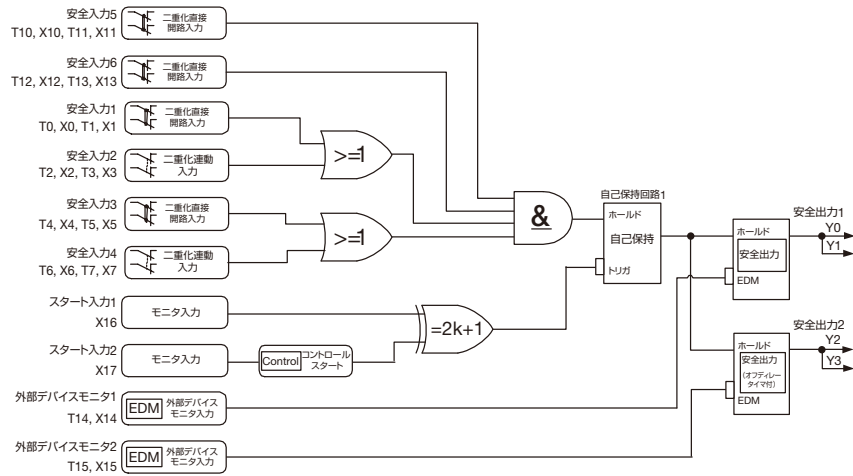 安全入力5
T10, X10, T11, X11
二重化直接
開路入力
安全入力6
T12, X12, T13, X13
二重化直接
開路入力
安全入力1
T0, X0, T1, X1
二重化直接
開路入力
安全入力2
T2, X2, T3, X3
二重化連動
入力
>=1
安全入力3
T4, X4, T5, X5
二重化直接
開路入力
安全入力4
T6, X6, T7, X7
二重化連動
入力
>=1
&
自己保持回路1
ホールド
自己保持
トリガ
安全出力1
ホールド
安全出力
EDM
Y0
Y1
スタート入力1
X16
モニタ入力
スタート入力2
X17
モニタ入力
Control
コントロール
スタート
=2k+1
安全出力2
ホールド
安全出力
(オフディレー
タイマ付)
EDM
Y2
Y3
外部デバイスモニタ1
T14, X14
EDM
外部デバイス
モニタ入力
外部デバイスモニタ2
T15, X15
EDM
外部デバイス
モニタ入力